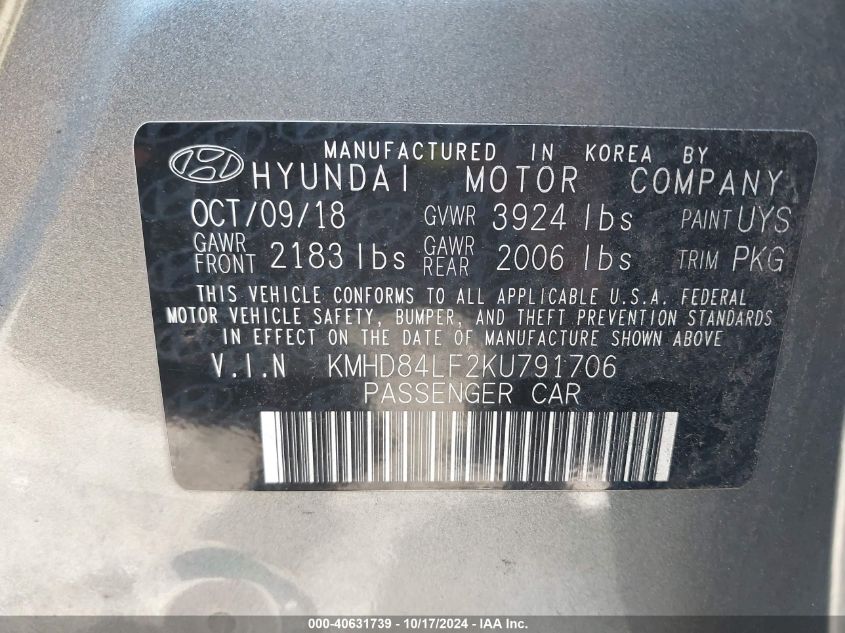 MANUFACTURED IN KOREA BY
HYUNDAI MOTOR COMPANY
OCT/09/18 GVWR 3924 lbs PAINT UYS
GAWR FRONT 2183 lbs GAWR REAR 2006 lbs TRIM PKG
THIS VEHICLE CONFORMS TO ALL APPLICABLE U.S.A. FEDERAL
MOTOR VEHICLE SAFETY, BUMPER, AND THEFT PREVENTION STANDARDS
IN EFFECT ON THE DATE OF MANUFACTURE SHOWN ABOVE
V.I.N KMHD84LF2KU791706
PASSENGER CAR
000-40631739 - 10/17/2024 - IAA Inc.